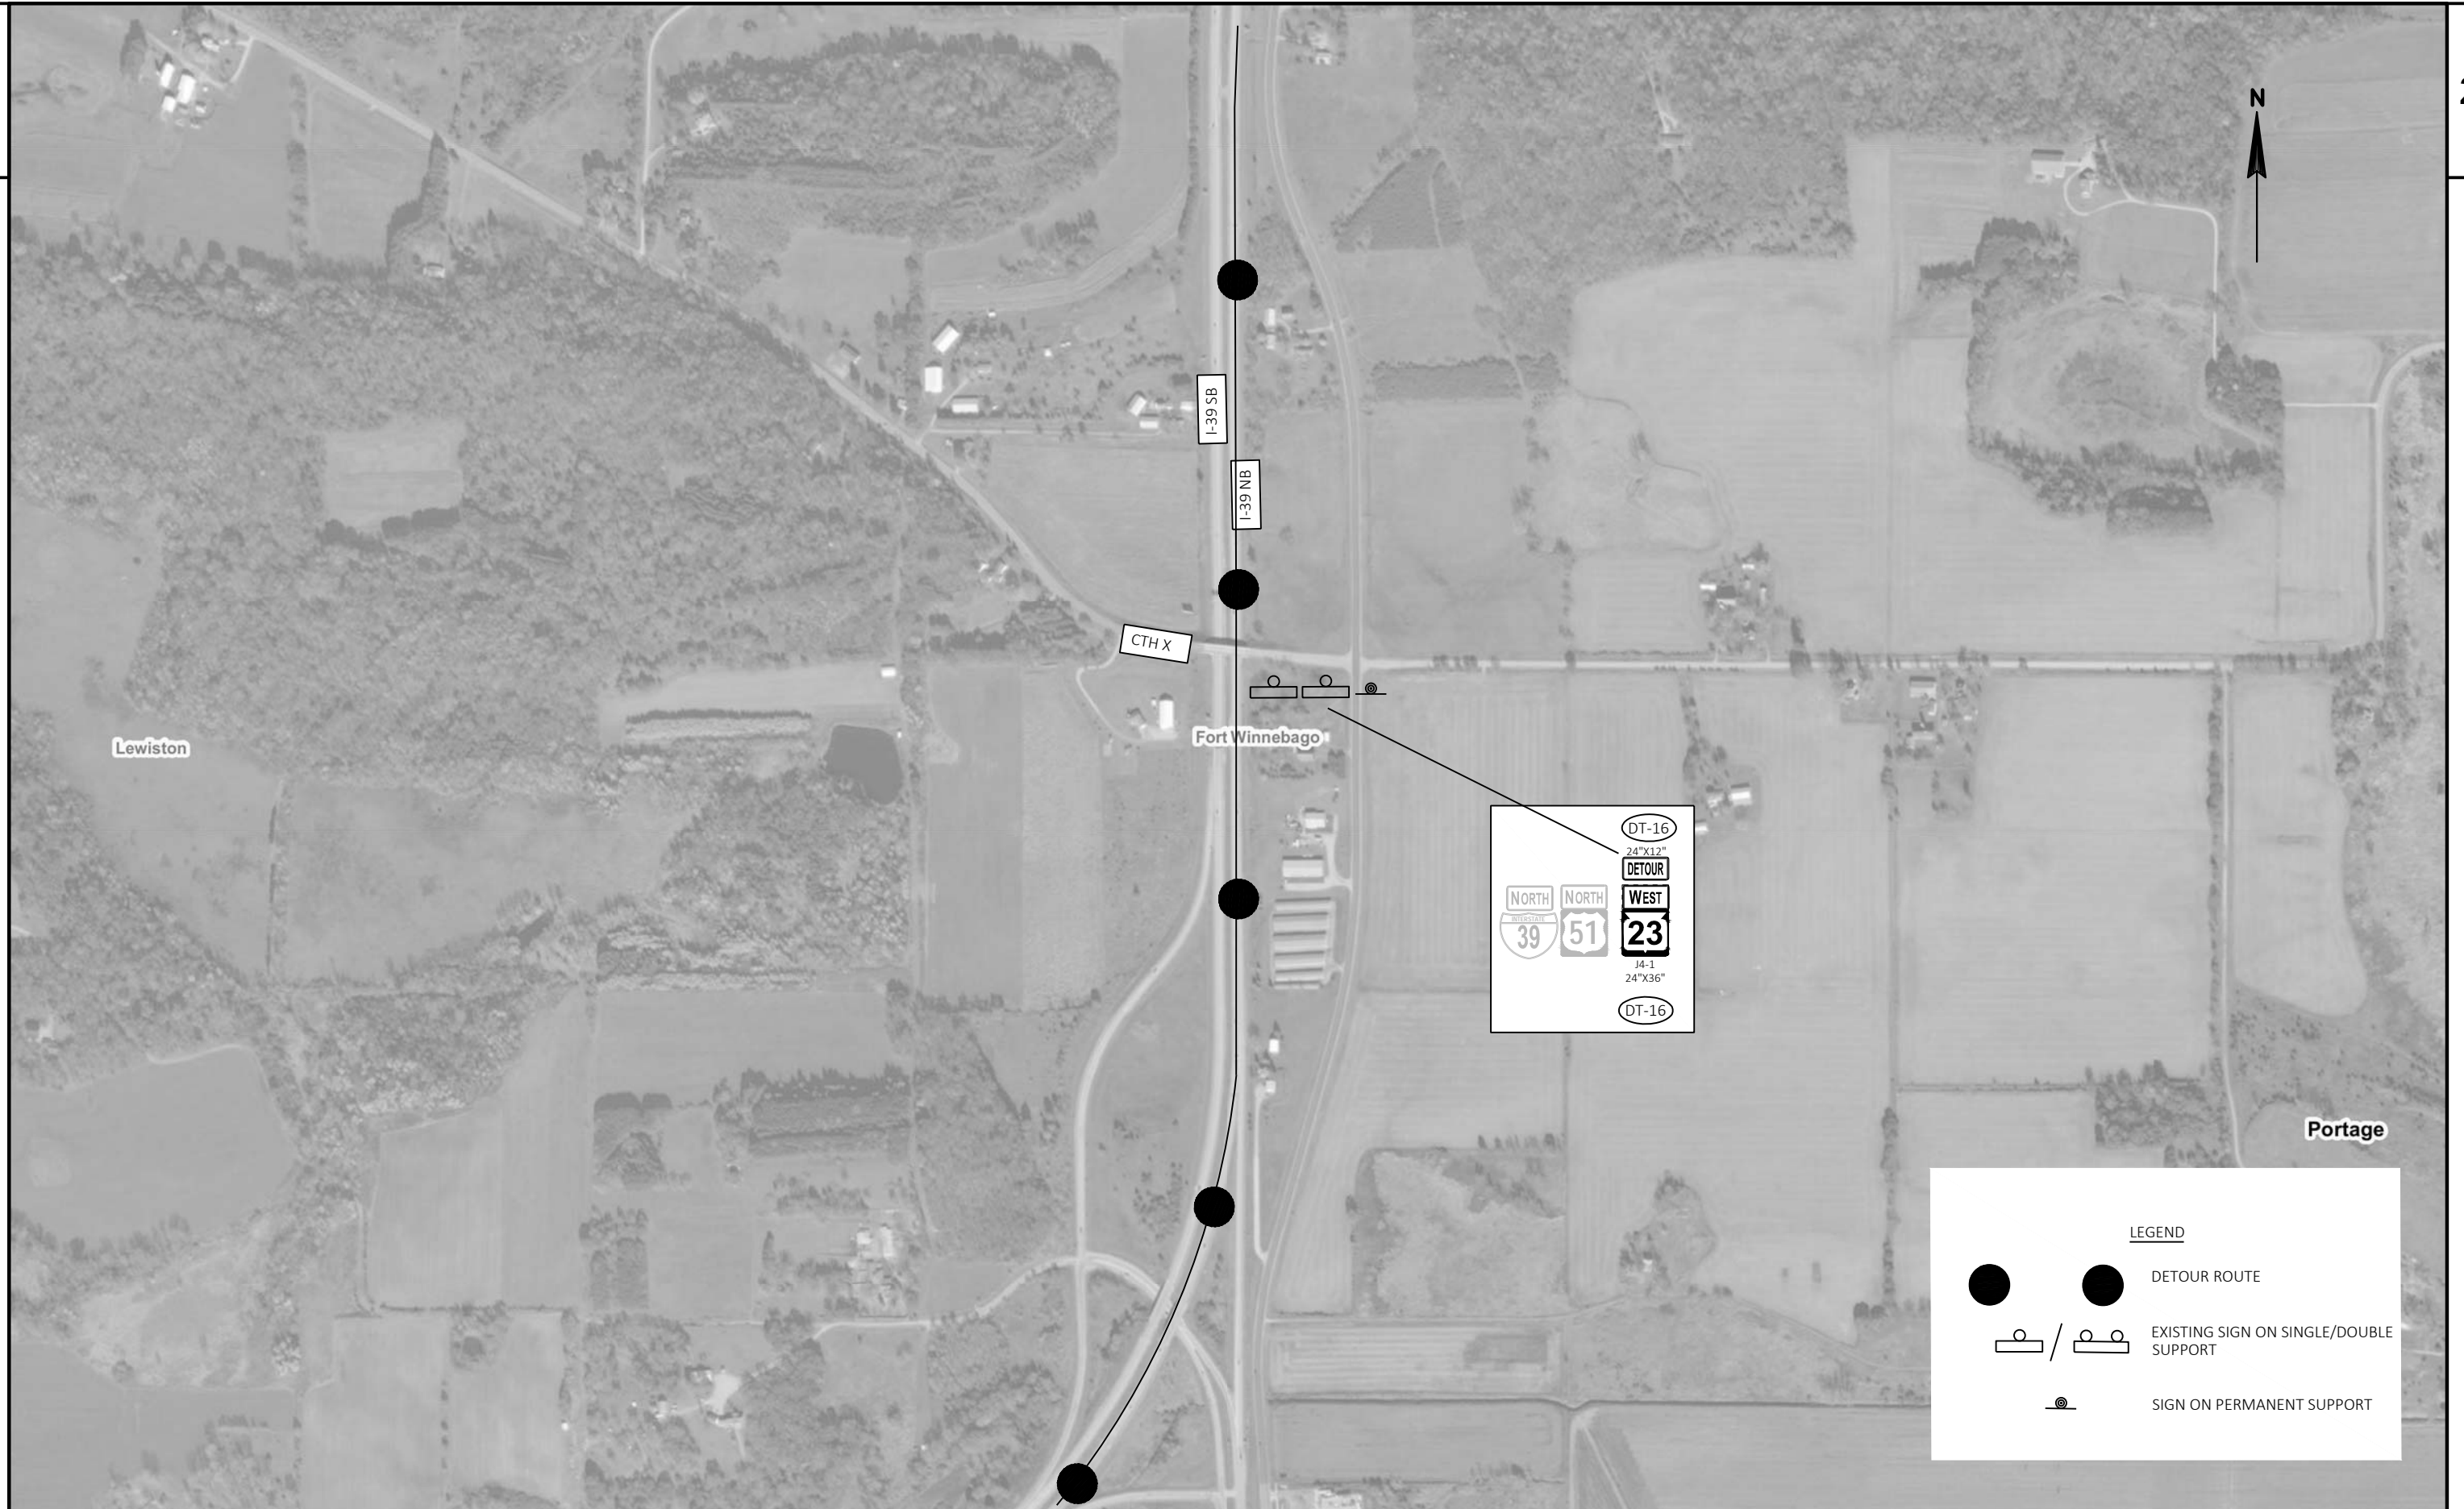 N
I-39 SB
I-39 NB
CTH X
Lewiston
Fort Winnebago
DT-16
24"X12"
DETOUR
NORTH
NORTH
WEST
INTERSTATE
39
51
23
J4-1
24"X36"
DT-16
Portage
LEGEND
DETOUR ROUTE
EXISTING SIGN ON SINGLE/DOUBLE
SUPPORT
SIGN ON PERMANENT SUPPORT